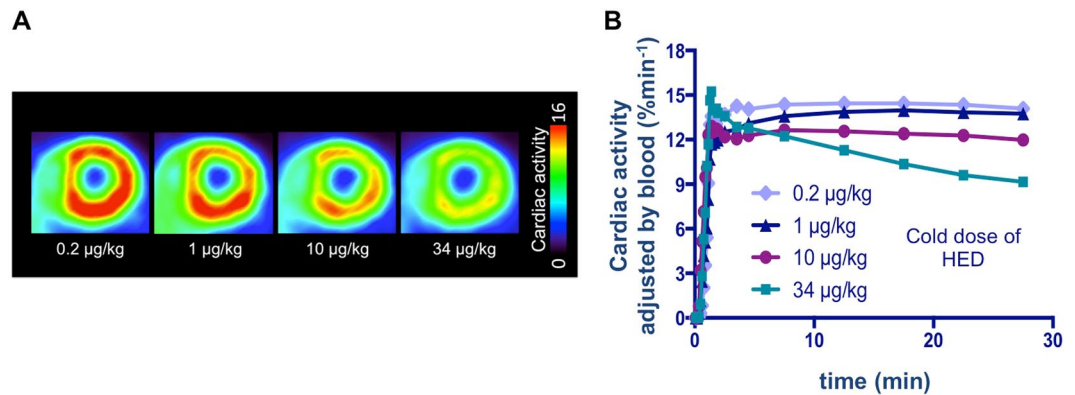 A
16
Cardiac activity
0
0.2 µg/kg
1 µg/kg
10 µg/kg
34 µg/kg
B
Cardiac activity
adjusted by blood (%min⁻¹)
18
15
12
9
6
3
0
0.2 µg/kg
1 µg/kg
10 µg/kg
34 µg/kg
Cold dose of
HED
0
10
20
30
time (min)